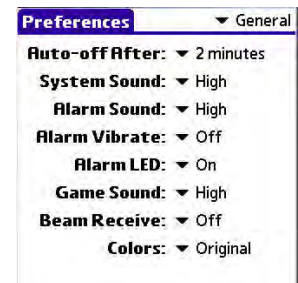 Preferences General
Auto-off After: 2 minutes
System Sound: High
Alarm Sound: High
Alarm Vibrate: Off
Alarm LED: On
Game Sound: High
Beam Receive: Off
Colors: Original